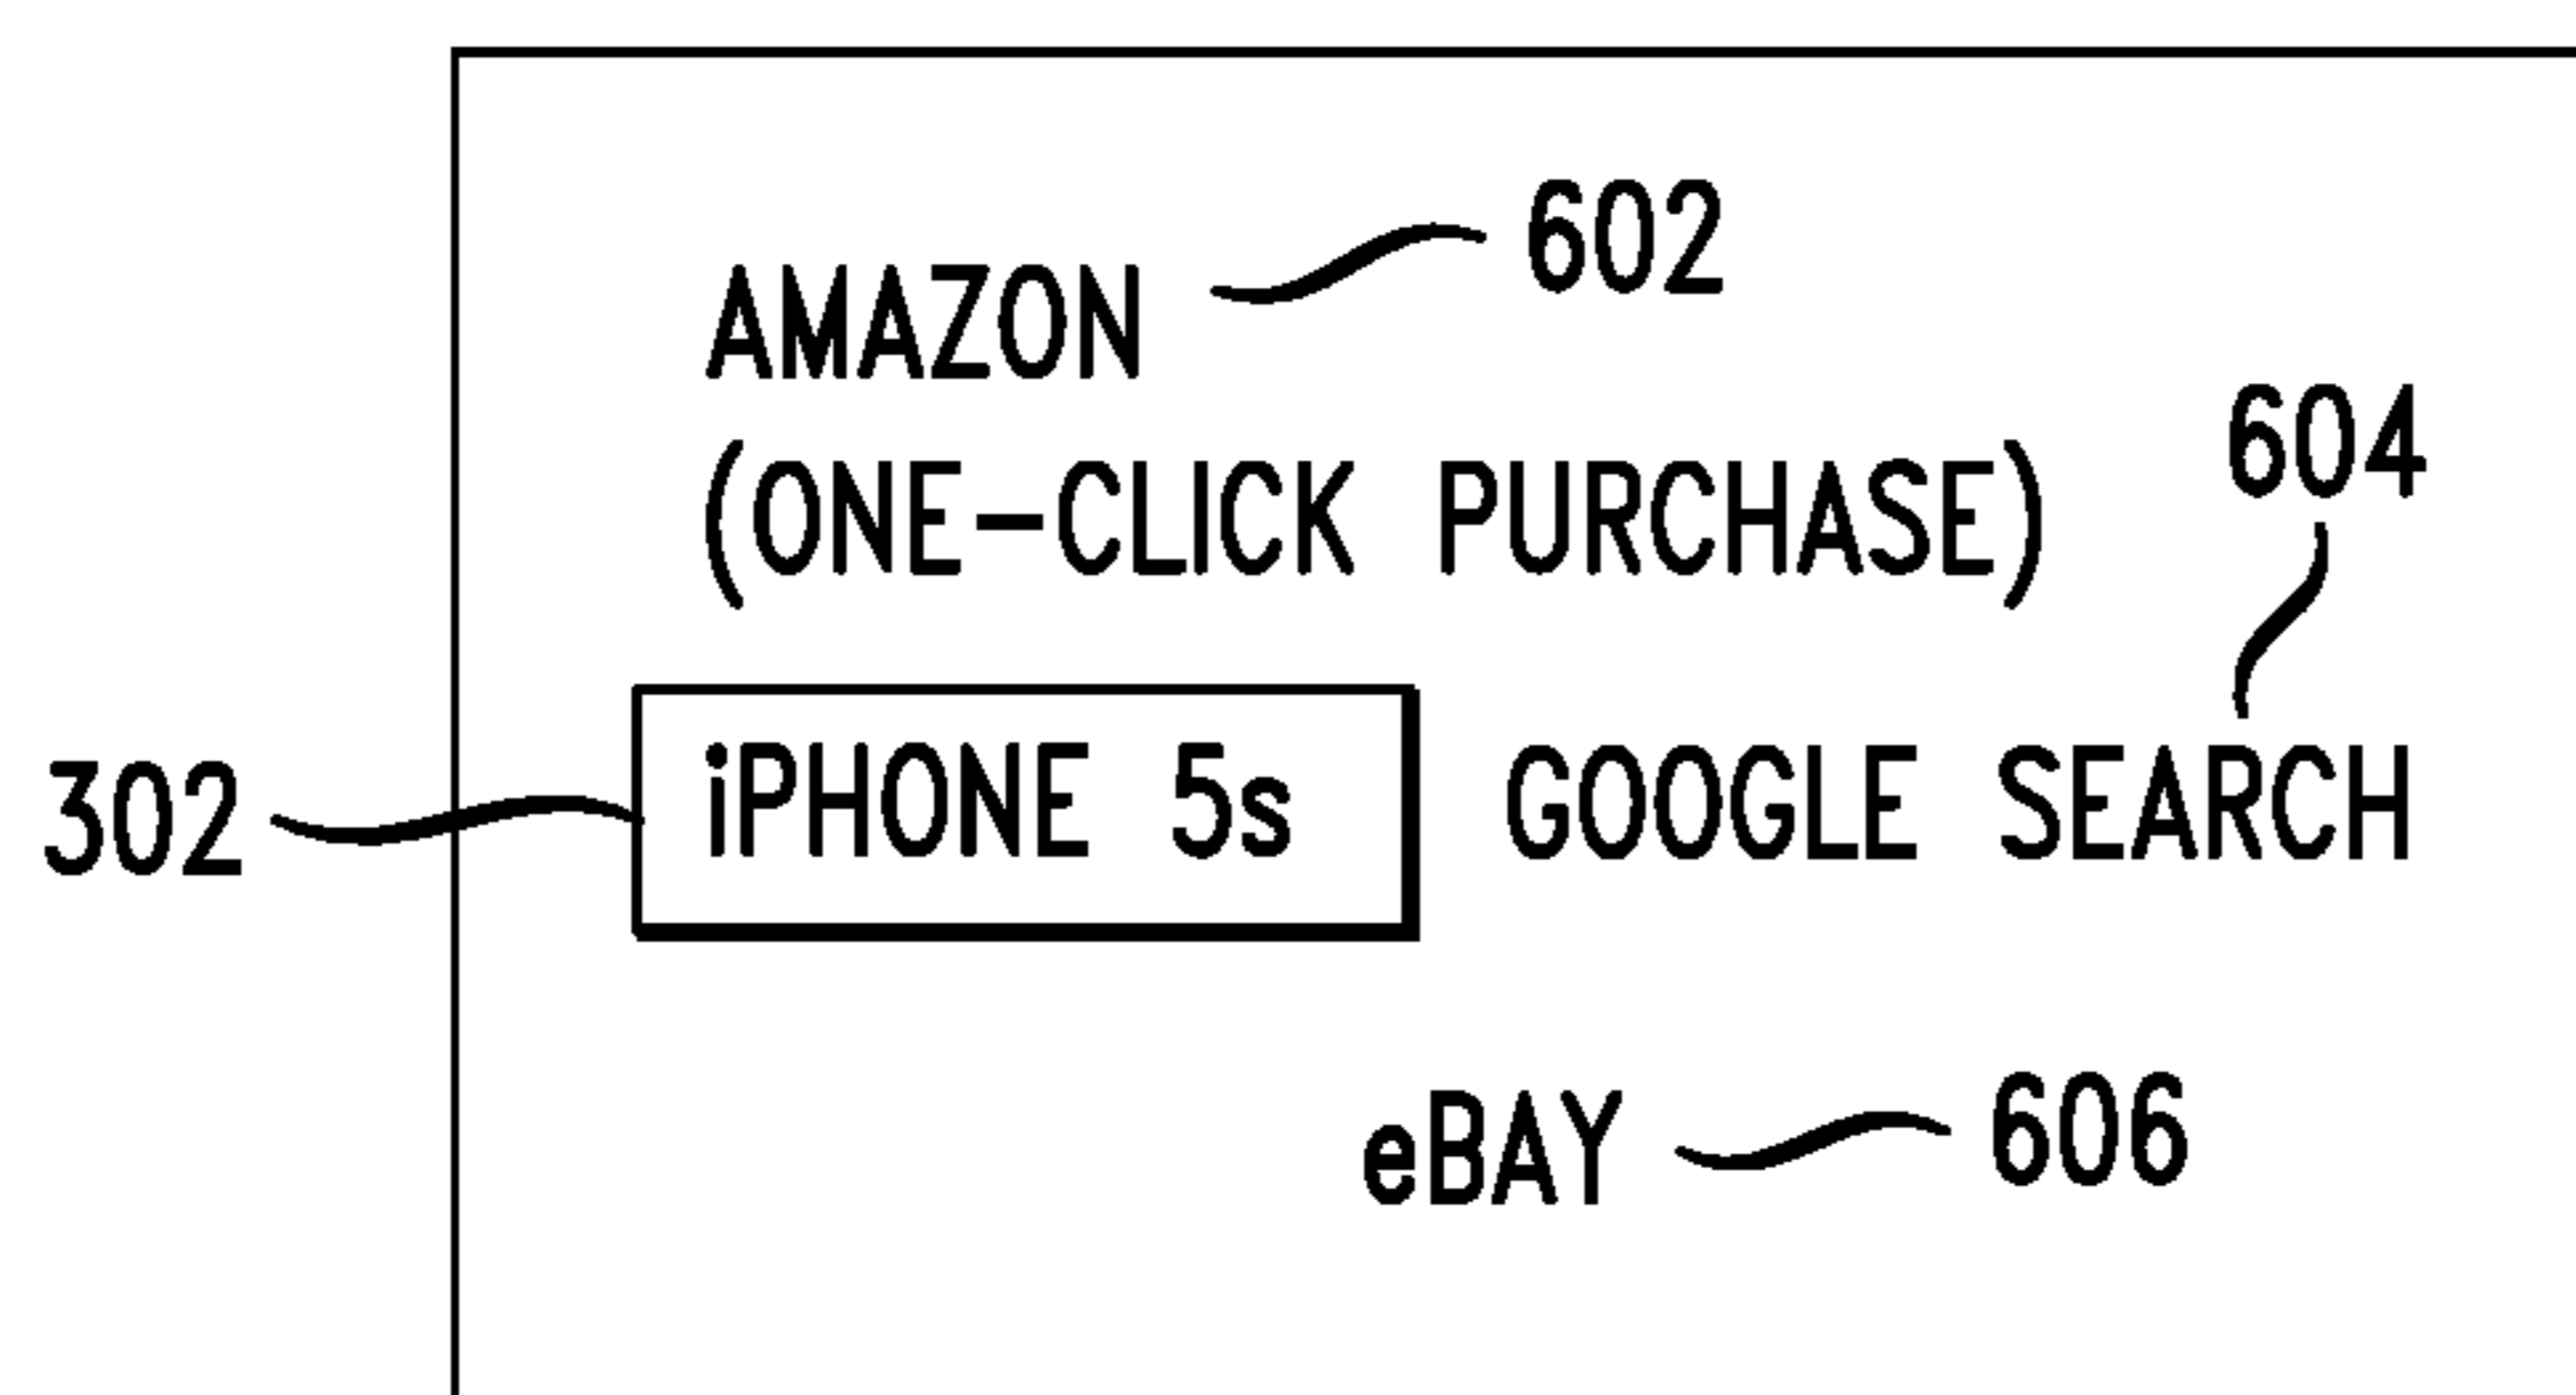 602
AMAZON
(ONE-CLICK PURCHASE)
604
302
iPHONE 5s
GOOGLE SEARCH
eBAY
606